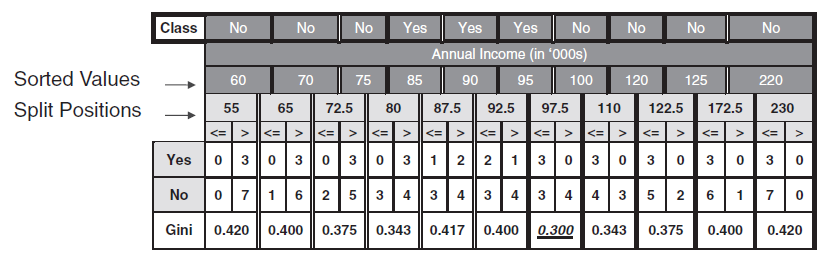 Class No No No Yes Yes Yes No No No No
Annual Income (in ‘000s)
Sorted Values 60 70 75 85 90 95 100 120 125 220
Split Positions 55 65 72.5 80 87.5 92.5 97.5 110 122.5 172.5 230
<= > <= > <= > <= > <= > <= > <= > <= > <= > <= > <= >
Yes 0 3 0 3 0 3 0 3 1 2 2 1 3 0 3 0 3 0 3 0 3 0
No 0 7 1 6 2 5 3 4 3 4 3 4 3 4 4 3 5 2 6 1 7 0
Gini 0.420 0.400 0.375 0.343 0.417 0.400 0.300 0.343 0.375 0.400 0.420